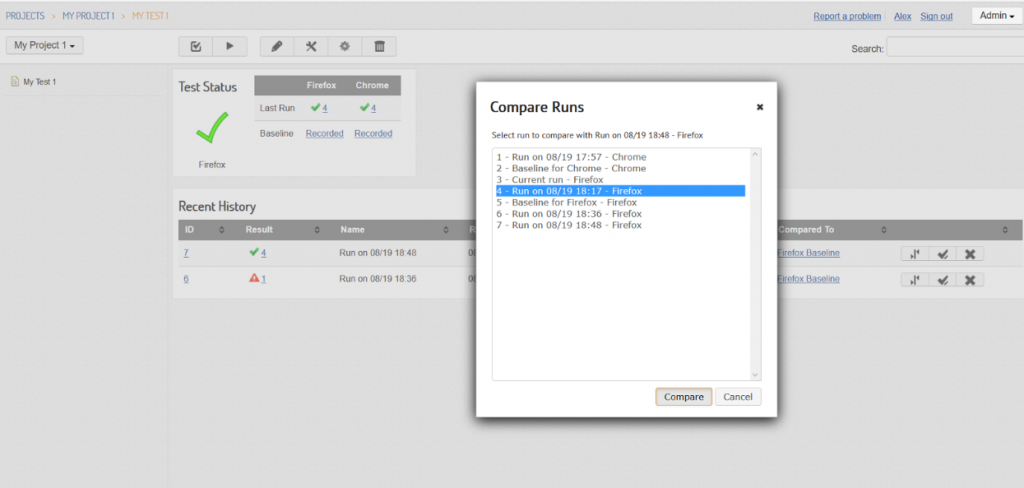 PROJECTS > MY PROJECT 1 > MY TEST 1
Report a problem Alex Sign out Admin
My Project 1
Search:
My Test 1
Test Status
Firefox Chrome
Last Run 4 4
Baseline Recorded Recorded
Firefox
Recent History
ID Result Name Compared To
7 4 Run on 08/19 18:48 Firefox Baseline
6 1 Run on 08/19 18:36 Firefox Baseline
Compare Runs
Select run to compare with Run on 08/19 18:48 - Firefox
1 - Run on 08/19 17:57 - Chrome
2 - Baseline for Chrome - Chrome
3 - Current run - Firefox
4 - Run on 08/19 18:17 - Firefox
5 - Baseline for Firefox - Firefox
6 - Run on 08/19 18:36 - Firefox
7 - Run on 08/19 18:48 - Firefox
Compare Cancel